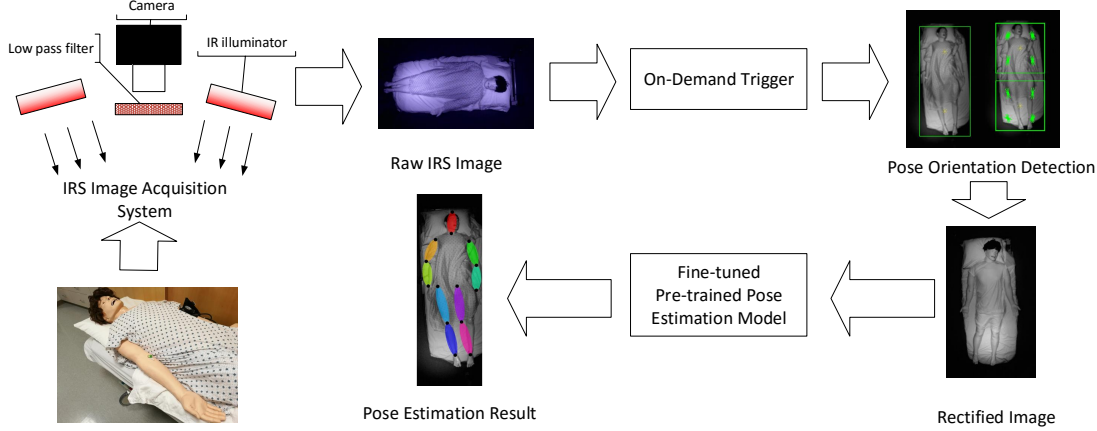 Camera
Low pass filter
IR illuminator
IRS Image Acquisition
System
Raw IRS Image
On-Demand Trigger
Pose Orientation Detection
Rectified Image
Fine-tuned
Pre-trained Pose
Estimation Model
Pose Estimation Result